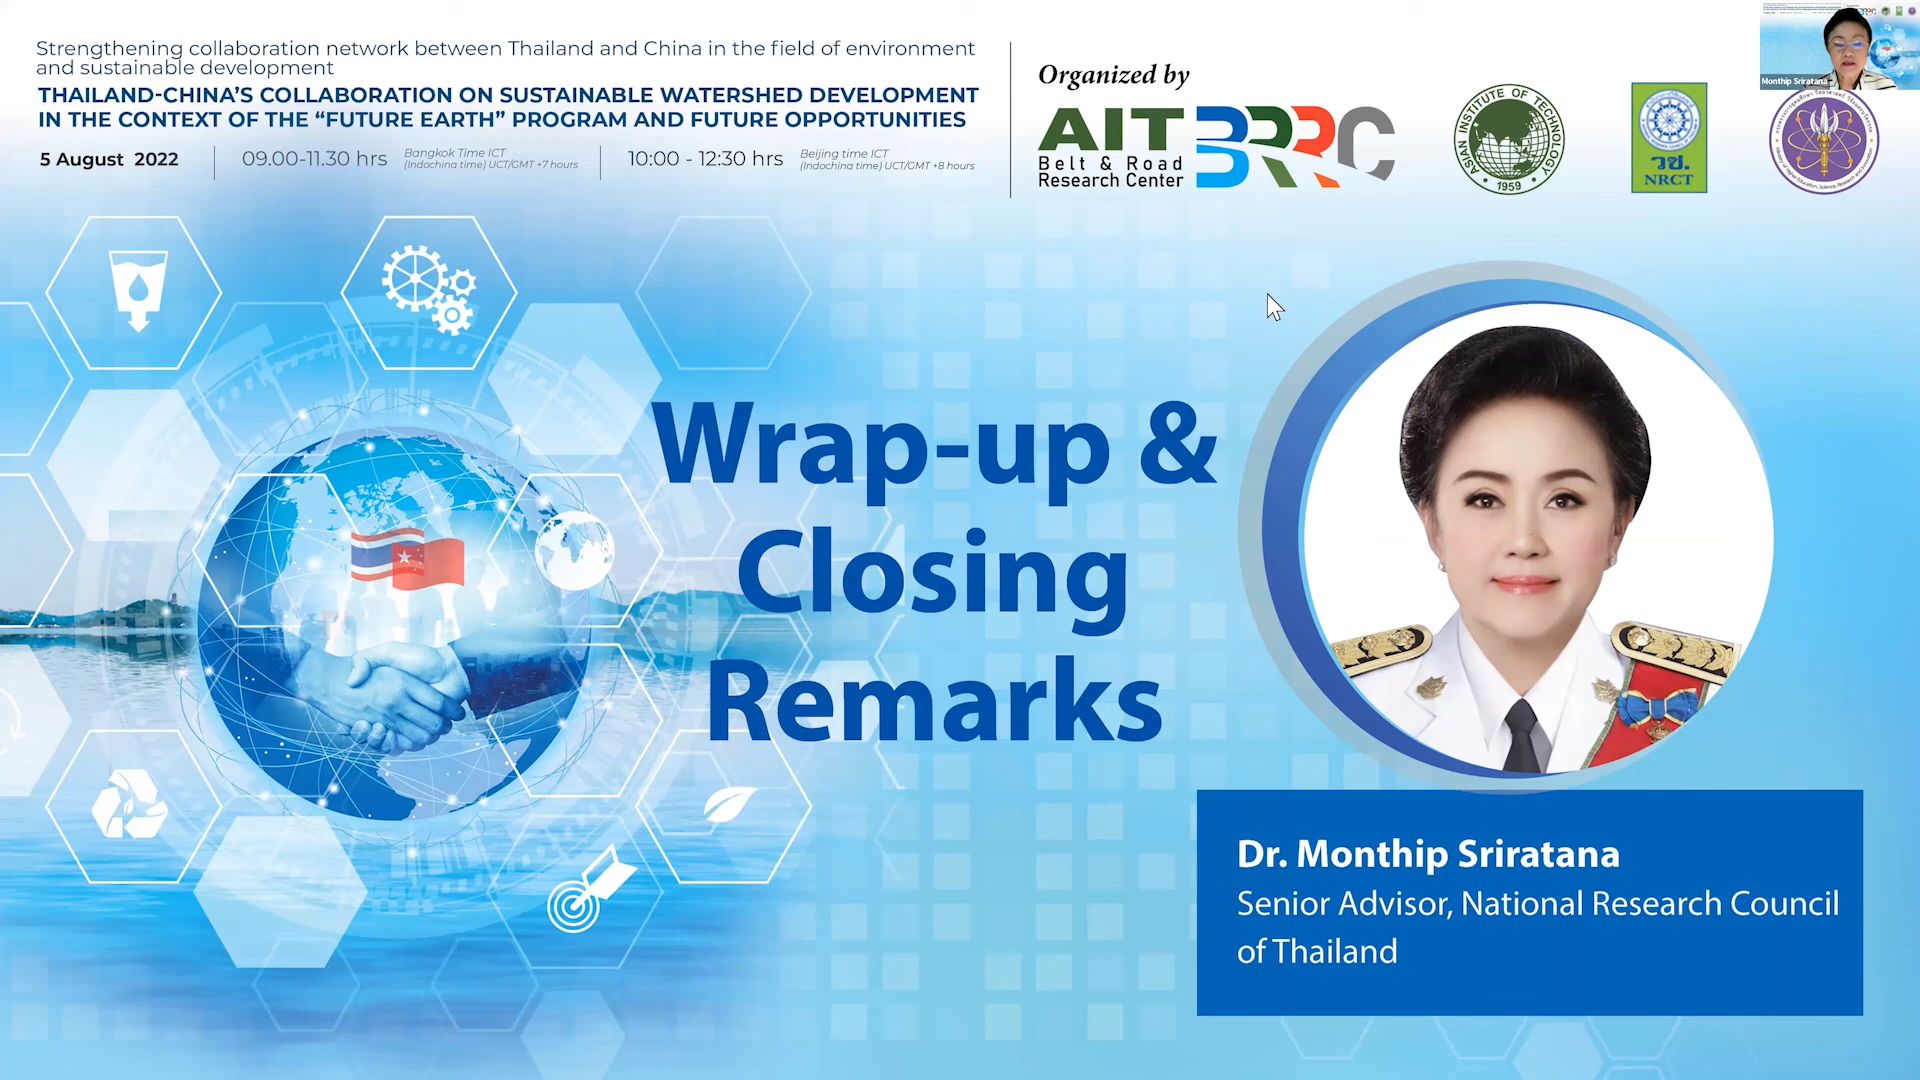 Strengthening collaboration network between Thailand and China in the field of environment
and sustainable development
THAILAND-CHINA'S COLLABORATION ON SUSTAINABLE WATERSHED DEVELOPMENT
IN THE CONTEXT OF THE “FUTURE EARTH” PROGRAM AND FUTURE OPPORTUNITIES
5 August 2022
09.00-11.30 hrs
Bangkok Time ICT
(Indochina time) UCT/GMT +7 hours
10:00 - 12:30 hrs
Beijing time ICT
(Indochina time) UCT/GMT +8 hours
Organized by
AIT
Belt & Road
Research Center
BRRC
ASIAN INSTITUTE OF TECHNOLOGY
1959
วช.
NRCT
Monthip Sriratana
Wrap-up &
Closing
Remarks
Dr. Monthip Sriratana
Senior Advisor, National Research Council
of Thailand